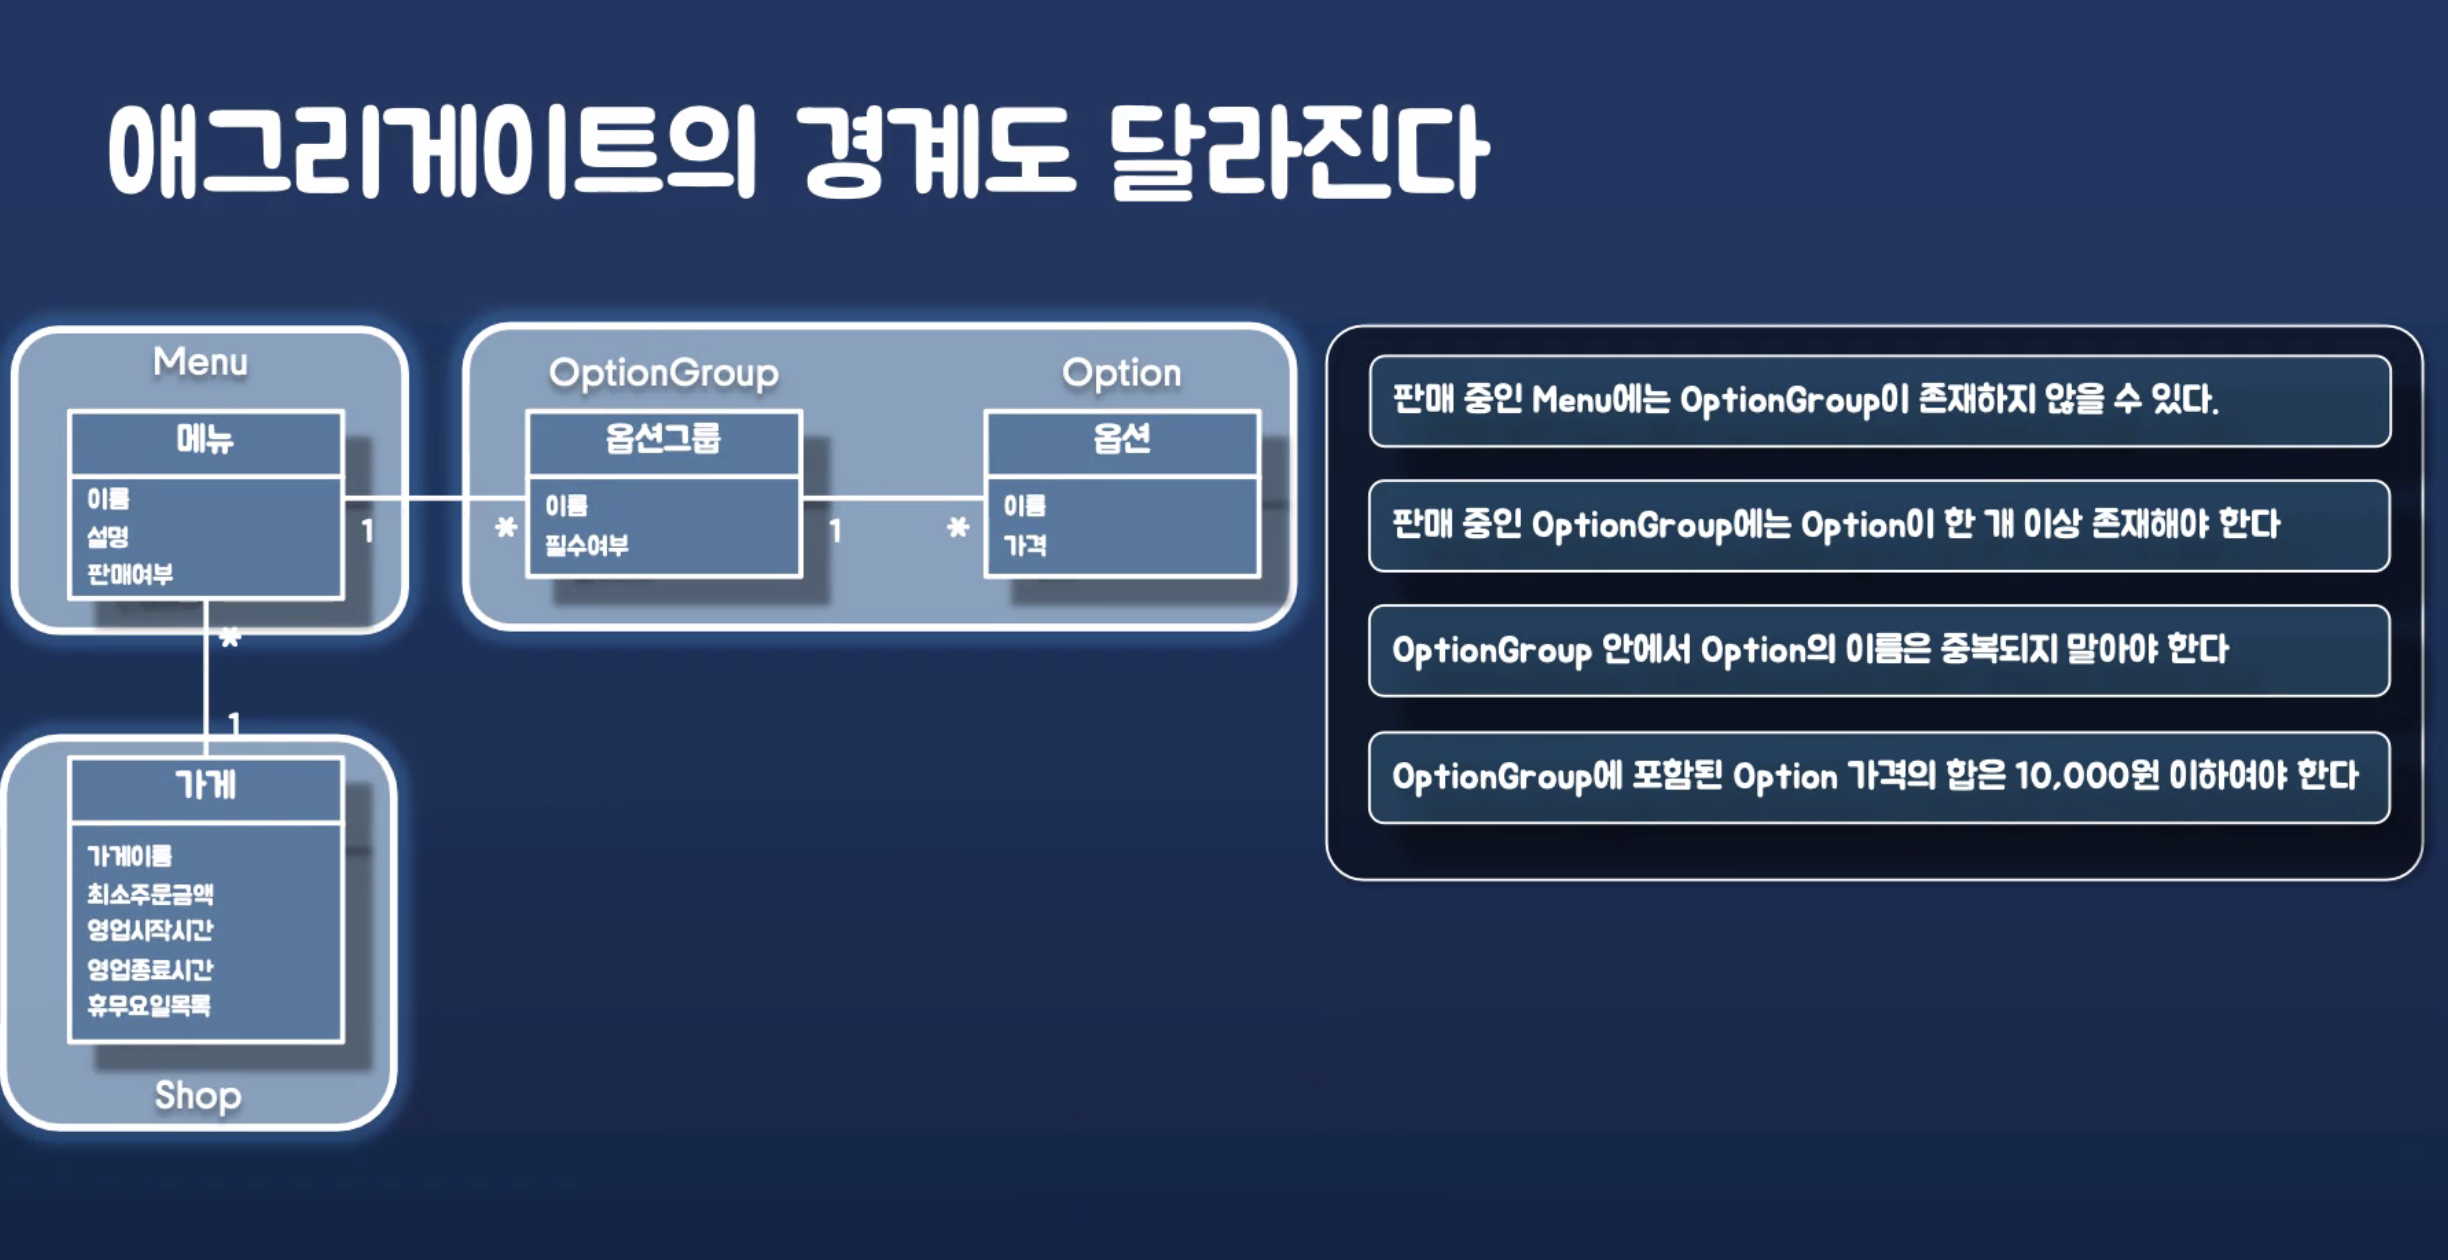 애그리게이트의 경계도 달라진다
Menu
메뉴
이름
설명
판매여부
1
*
OptionGroup
옵션그룹
이름
필수여부
1
*
Option
옵션
이름
가격
*
1
가게
가게이름
최소주문금액
영업시작시간
영업종료시간
휴무요일목록
Shop
판매 중인 Menu에는 OptionGroup이 존재하지 않을 수 있다.
판매 중인 OptionGroup에는 Option이 한 개 이상 존재해야 한다
OptionGroup 안에서 Option의 이름은 중복되지 말아야 한다
OptionGroup에 포함된 Option 가격의 합은 10,000원 이하여야 한다